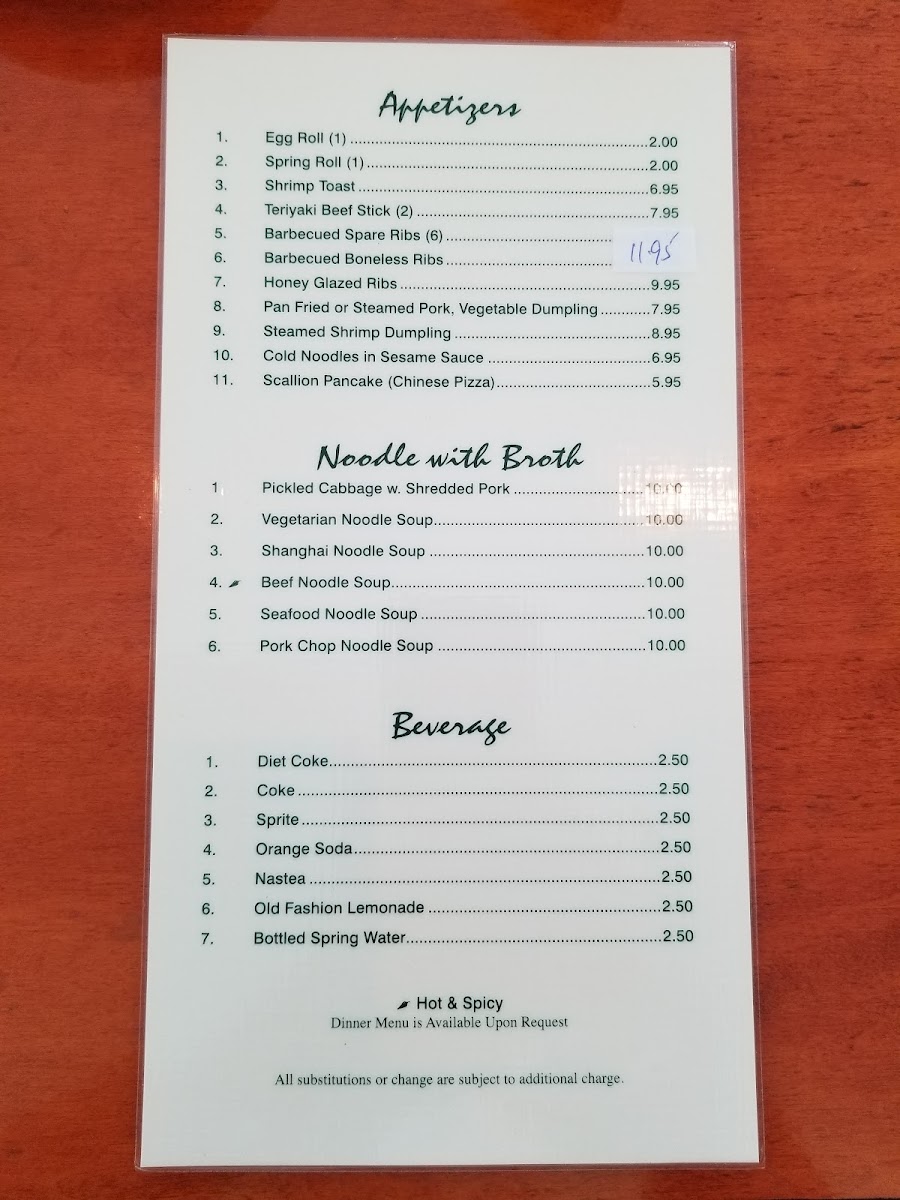 Appetizers
1. Egg Roll (1) ........ 2.00
2. Spring Roll (1) ........ 2.00
3. Shrimp Toast ........ 6.95
4. Teriyaki Beef Stick (2) ........ 7.95
5. Barbecued Spare Ribs (6) ........
11.95
6. Barbecued Boneless Ribs ........
7. Honey Glazed Ribs ........ 9.95
8. Pan Fried or Steamed Pork, Vegetable Dumpling ........ 7.95
9. Steamed Shrimp Dumpling ........ 8.95
10. Cold Noodles in Sesame Sauce ........ 6.95
11. Scallion Pancake (Chinese Pizza) ........ 5.95
Noodle with Broth
1 Pickled Cabbage w. Shredded Pork ........ 10.00
2. Vegetarian Noodle Soup ........ 10.00
3. Shanghai Noodle Soup ........ 10.00
4. Beef Noodle Soup ........ 10.00
5. Seafood Noodle Soup ........ 10.00
6. Pork Chop Noodle Soup ........ 10.00
Beverage
1. Diet Coke ........ 2.50
2. Coke ........ 2.50
3. Sprite ........ 2.50
4. Orange Soda ........ 2.50
5. Nastea ........ 2.50
6. Old Fashion Lemonade ........ 2.50
7. Bottled Spring Water ........ 2.50
Hot & Spicy
Dinner Menu is Available Upon Request
All substitutions or change are subject to additional charge.